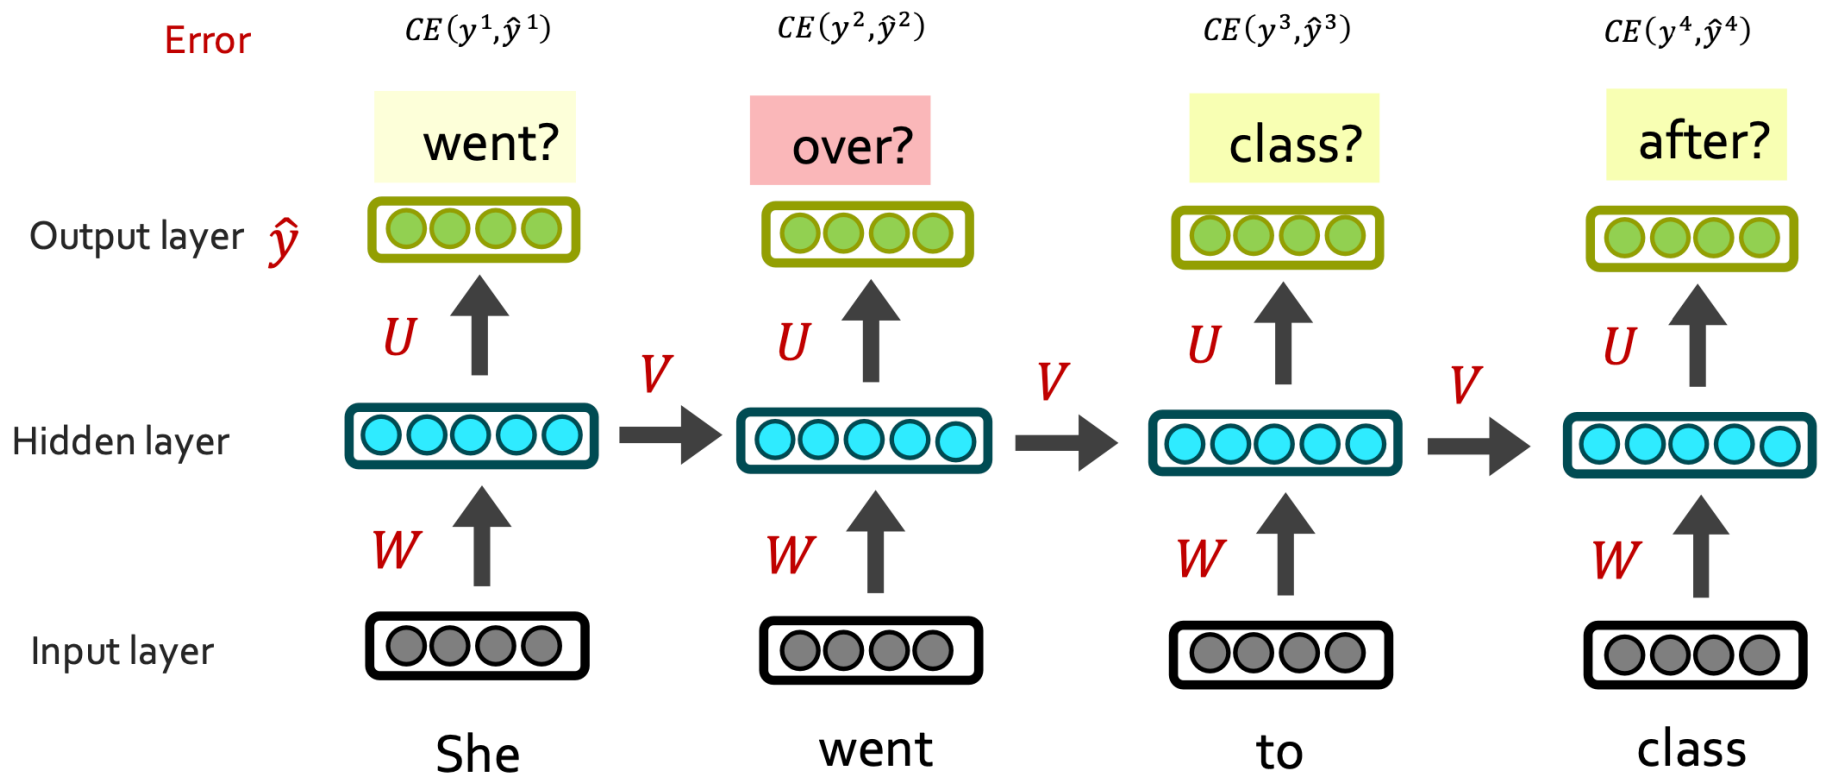 Error CE(y¹,ŷ¹) CE(y²,ŷ²) CE(y³,ŷ³) CE(y⁴,ŷ⁴)
went? over? class? after?
Output layer ŷ
U U U U
V V V
Hidden layer
W W W W
Input layer
She went to class